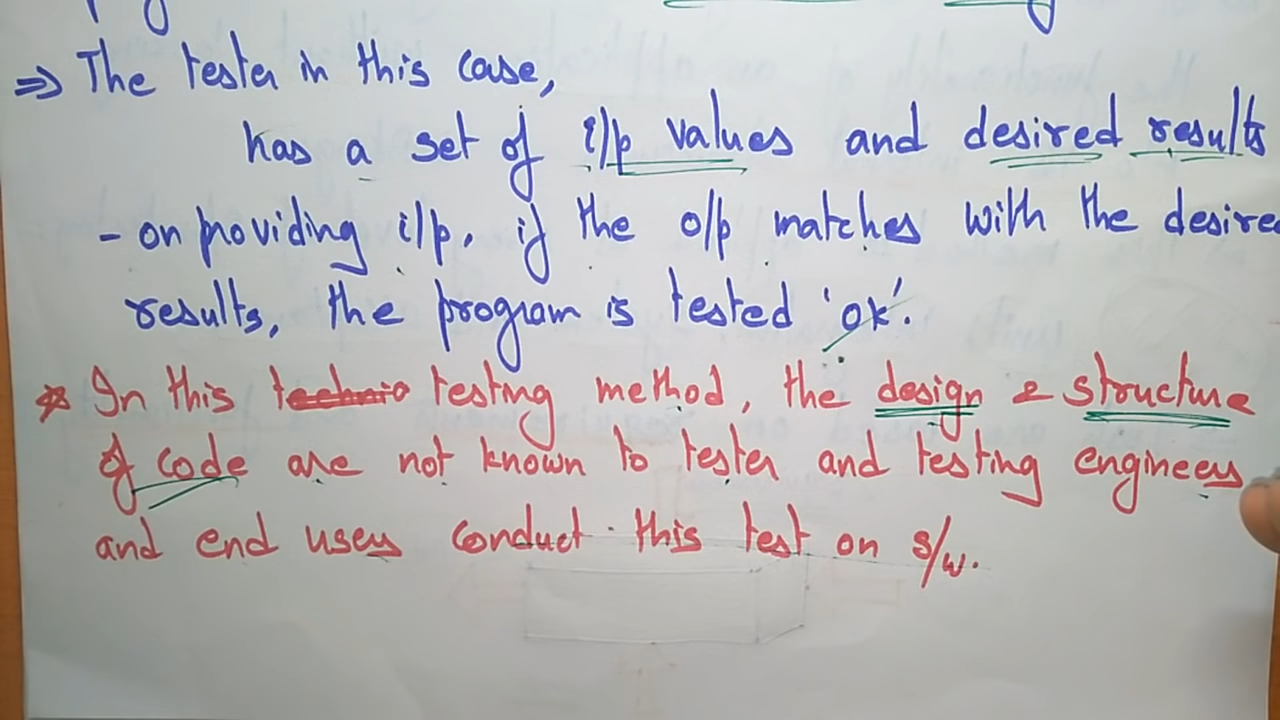 ⇒ The tester in this case,
has a set of i/p values and desired results
- on providing i/p, if the o/p matches with the desire
results, the program is tested 'ok'.
* In this testing method, the design & structure
of code are not known to tester and testing engineers
and end users conduct this test on s/w.